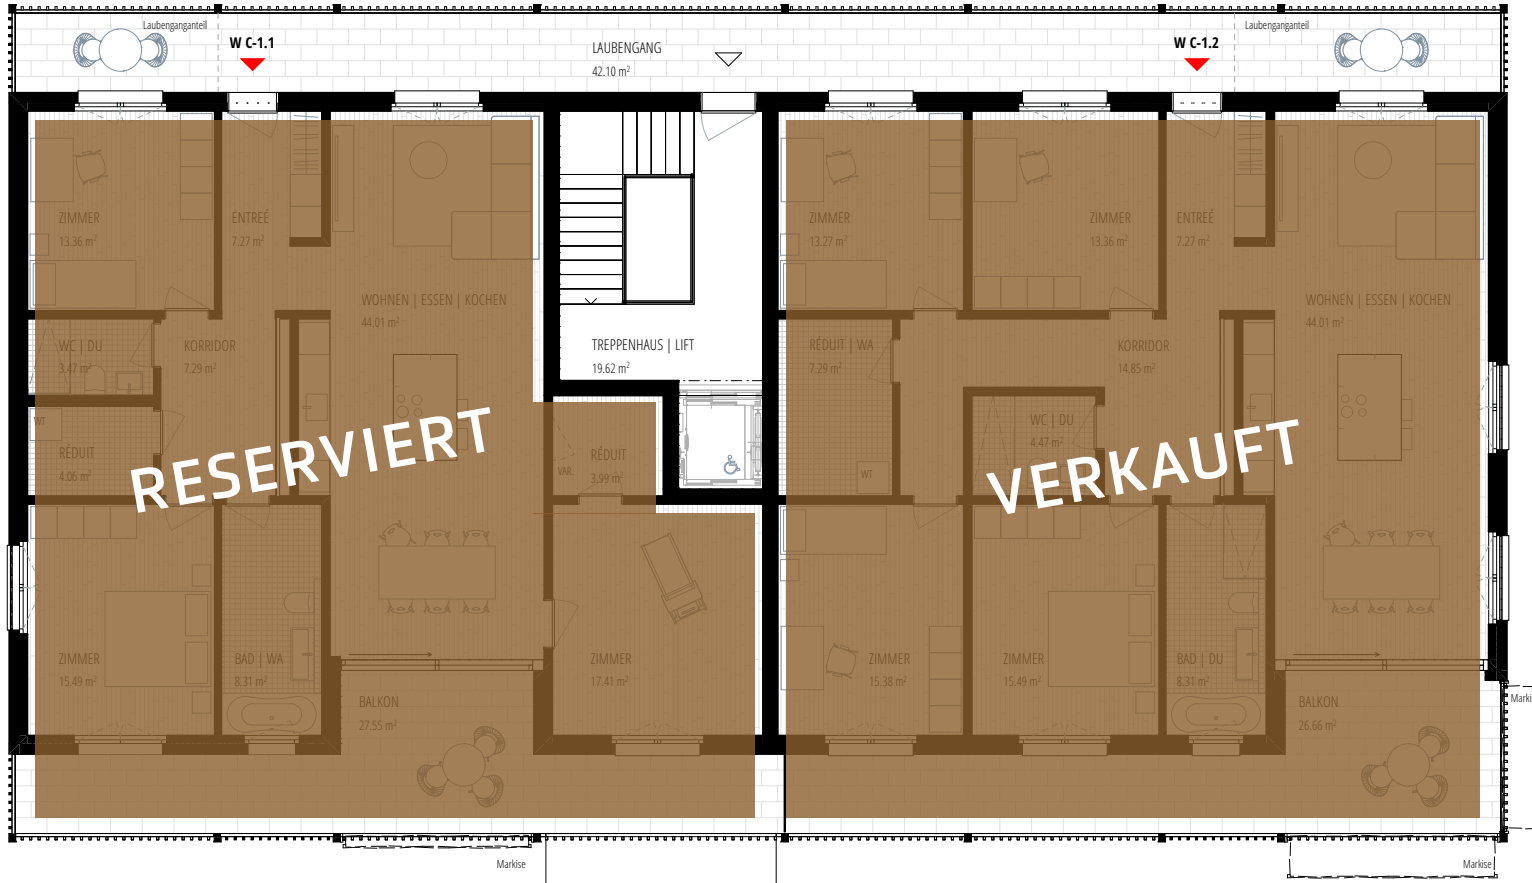 Laubenganganteil
W C-1.1
LAUBENGANG
42.10 m²
W C-1.2
Laubenganganteil
ZIMMER
13.36 m²
ENTREÉ
7.27 m²
ZIMMER
13.27 m²
ZIMMER
13.36 m²
ENTREÉ
7.27 m²
WOHNEN | ESSEN | KOCHEN
44.01 m²
WOHNEN | ESSEN | KOCHEN
44.01 m²
WC | DU
3.47 m²
KORRIDOR
7.29 m²
TREPPENHAUS | LIFT
19.62 m²
RÉDUIT | WA
7.29 m²
KORRIDOR
14.85 m²
WT
RÉDUIT
4.06 m²
RESERVIERT
VAR.
RÉDUIT
3.99 m²
WC | DU
4.47 m²
WT
VERKAUFT
ZIMMER
15.49 m²
BAD | WA
8.31 m²
ZIMMER
17.41 m²
ZIMMER
15.38 m²
ZIMMER
15.49 m²
BAD | DU
8.31 m²
BALKON
27.55 m²
BALKON
26.66 m²
Marki
Markise
Markise